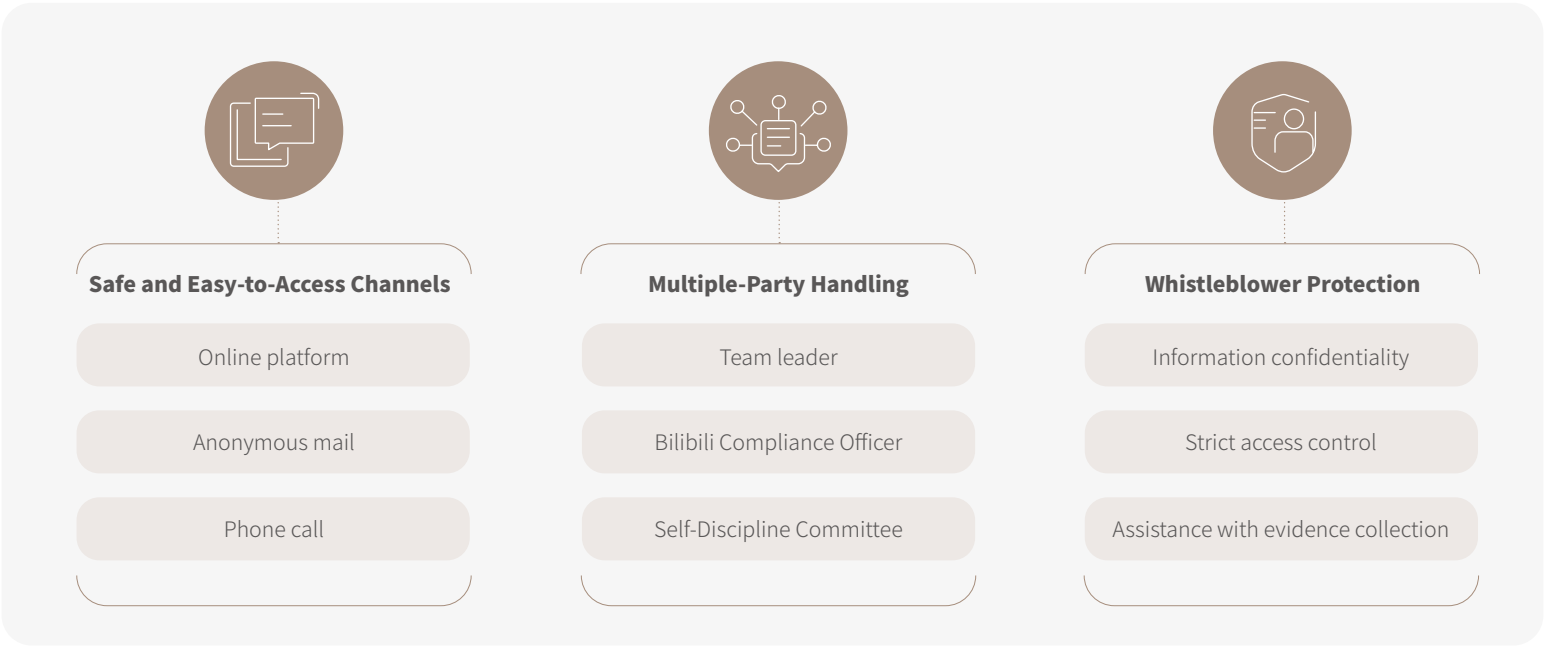 Safe and Easy-to-Access Channels
Online platform
Anonymous mail
Phone call
Multiple-Party Handling
Team leader
Bilibili Compliance Officer
Self-Discipline Committee
Whistleblower Protection
Information confidentiality
Strict access control
Assistance with evidence collection